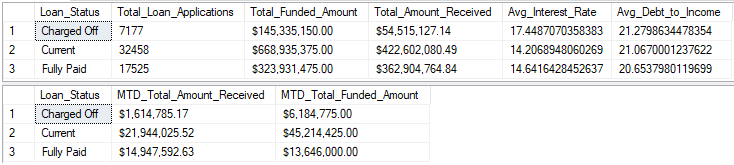 Loan_Status Total_Loan_Applications Total_Funded_Amount Total_Amount_Received Avg_Interest_Rate Avg_Debt_to_Income
1 Charged Off 7177 $145,335,150.00 $54,515,127.14 17.4487070358383 21.2798634478354
2 Current 32458 $668,935,375.00 $422,602,080.49 14.2068948060269 21.0670001237622
3 Fully Paid 17525 $323,931,475.00 $362,904,764.84 14.6416428452637 20.6537980119699
Loan_Status MTD_Total_Amount_Received MTD_Total_Funded_Amount
1 Charged Off $1,614,785.17 $6,184,775.00
2 Current $21,944,025.52 $45,214,425.00
3 Fully Paid $14,947,592.63 $13,646,000.00